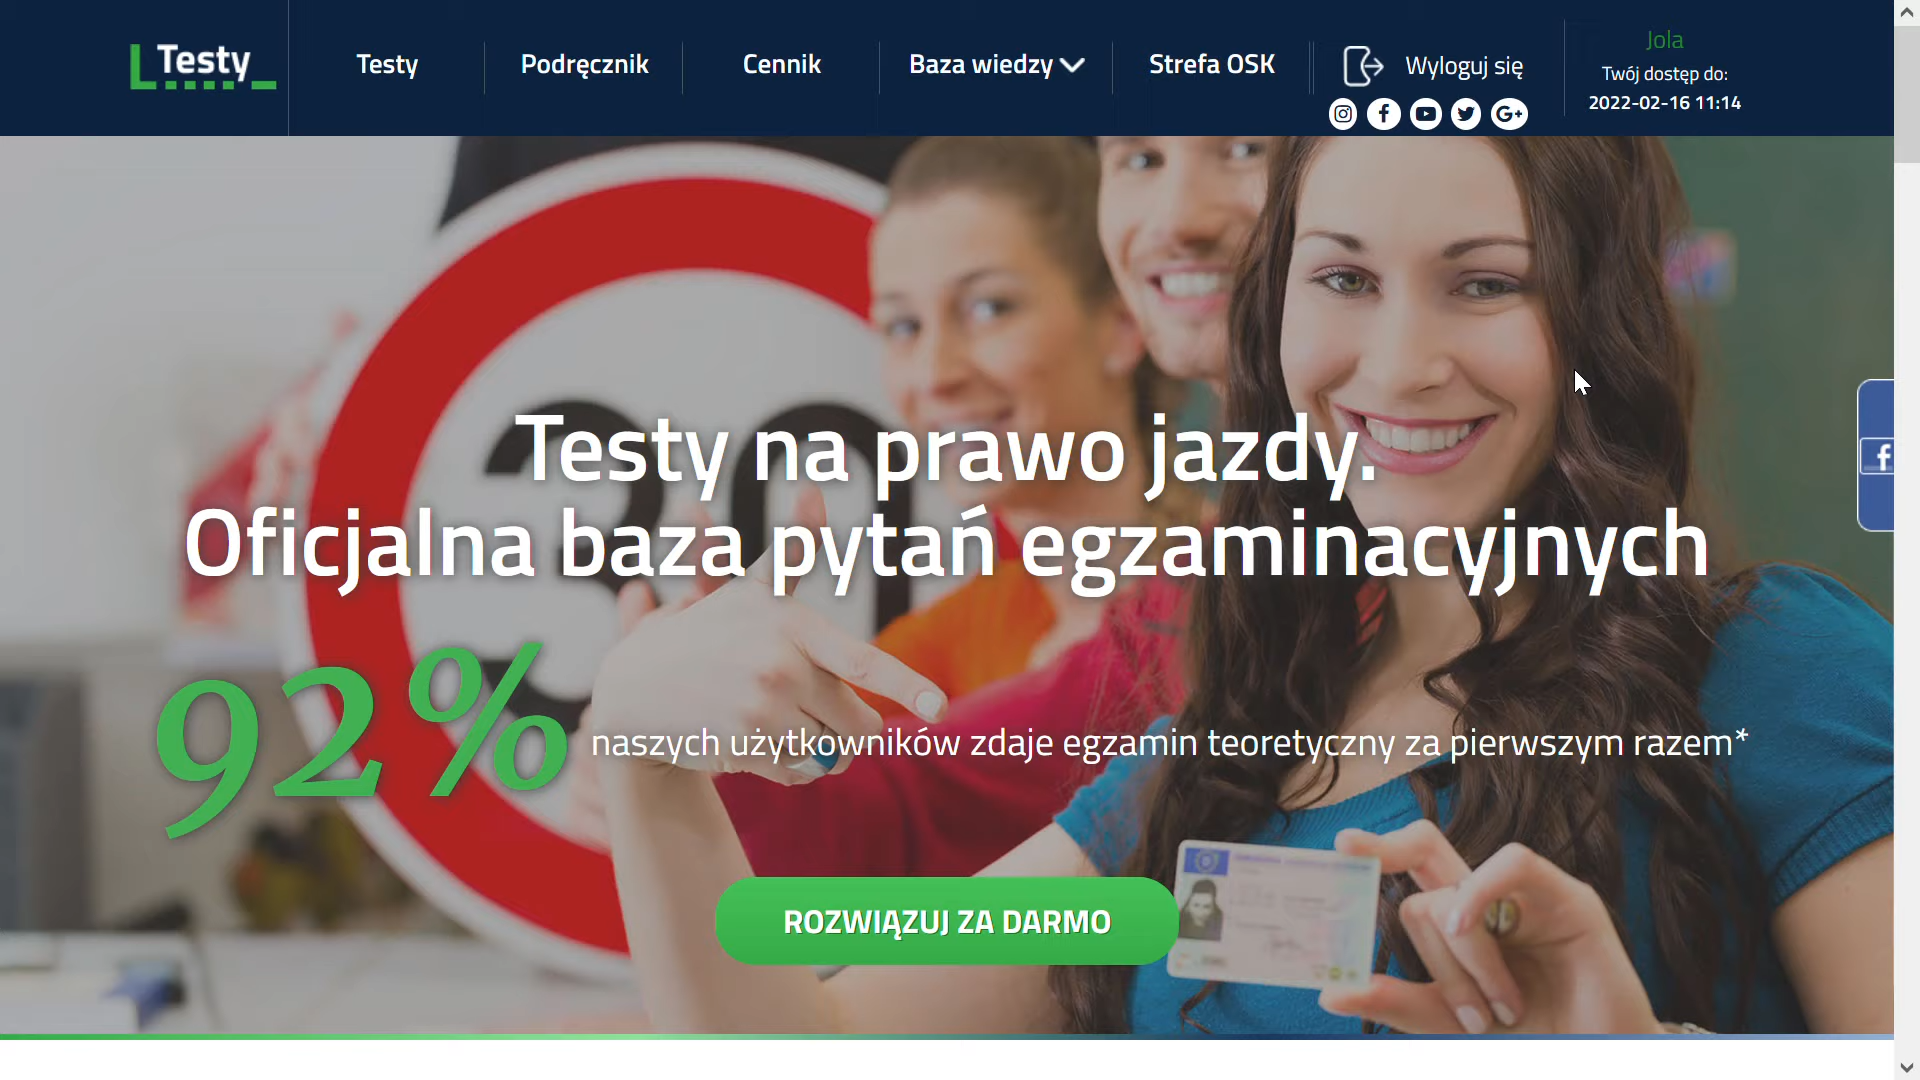 L Testy
Testy
Podręcznik
Cennik
Baza wiedzy
Strefa OSK
Wyloguj się
Jola
Twój dostęp do:
2022-02-16 11:14
30
Testy na prawo jazdy.
Oficjalna baza pytań egzaminacyjnych
92%
naszych użytkowników zdaje egzamin teoretyczny za pierwszym razem*
ROZWIĄZUJ ZA DARMO